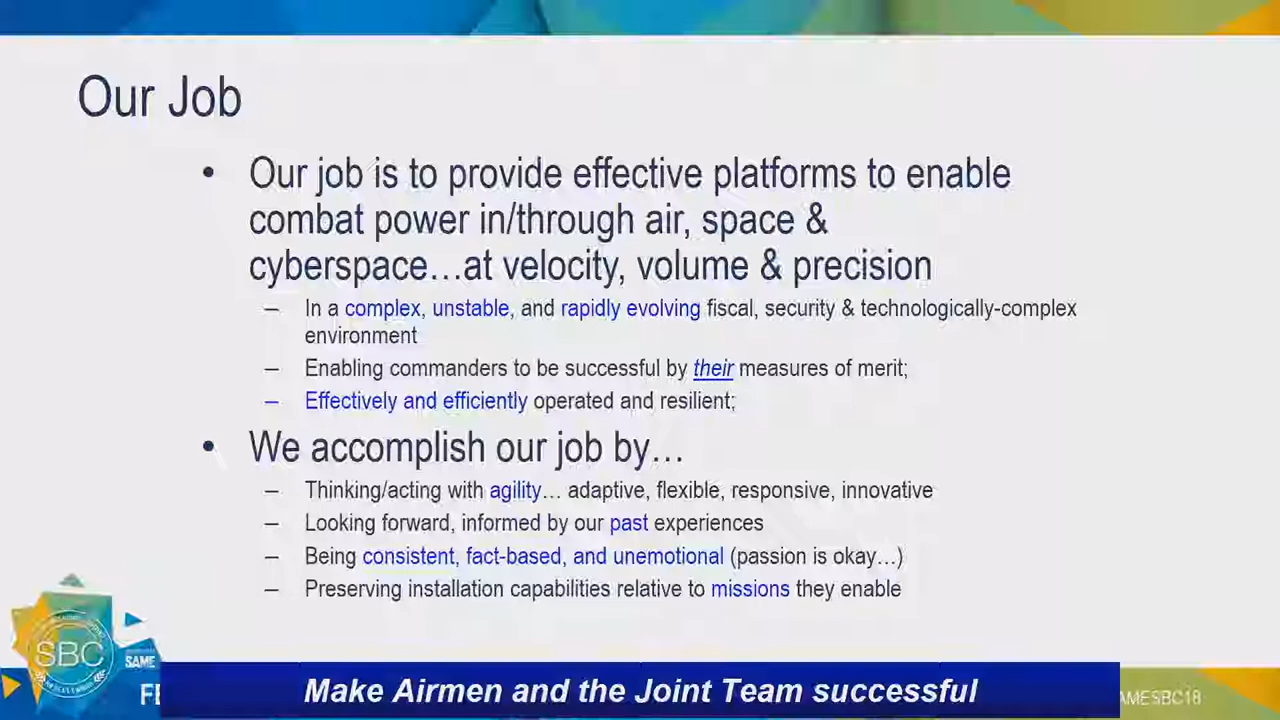 Our Job
• Our job is to provide effective platforms to enable
combat power in/through air, space &
cyberspace…at velocity, volume & precision
– In a complex, unstable, and rapidly evolving fiscal, security & technologically-complex
environment
– Enabling commanders to be successful by their measures of merit;
– Effectively and efficiently operated and resilient;
• We accomplish our job by…
– Thinking/acting with agility… adaptive, flexible, responsive, innovative
– Looking forward, informed by our past experiences
– Being consistent, fact-based, and unemotional (passion is okay…)
– Preserving installation capabilities relative to missions they enable
SBC
SAME
FE
Make Airmen and the Joint Team successful
AMESBC18